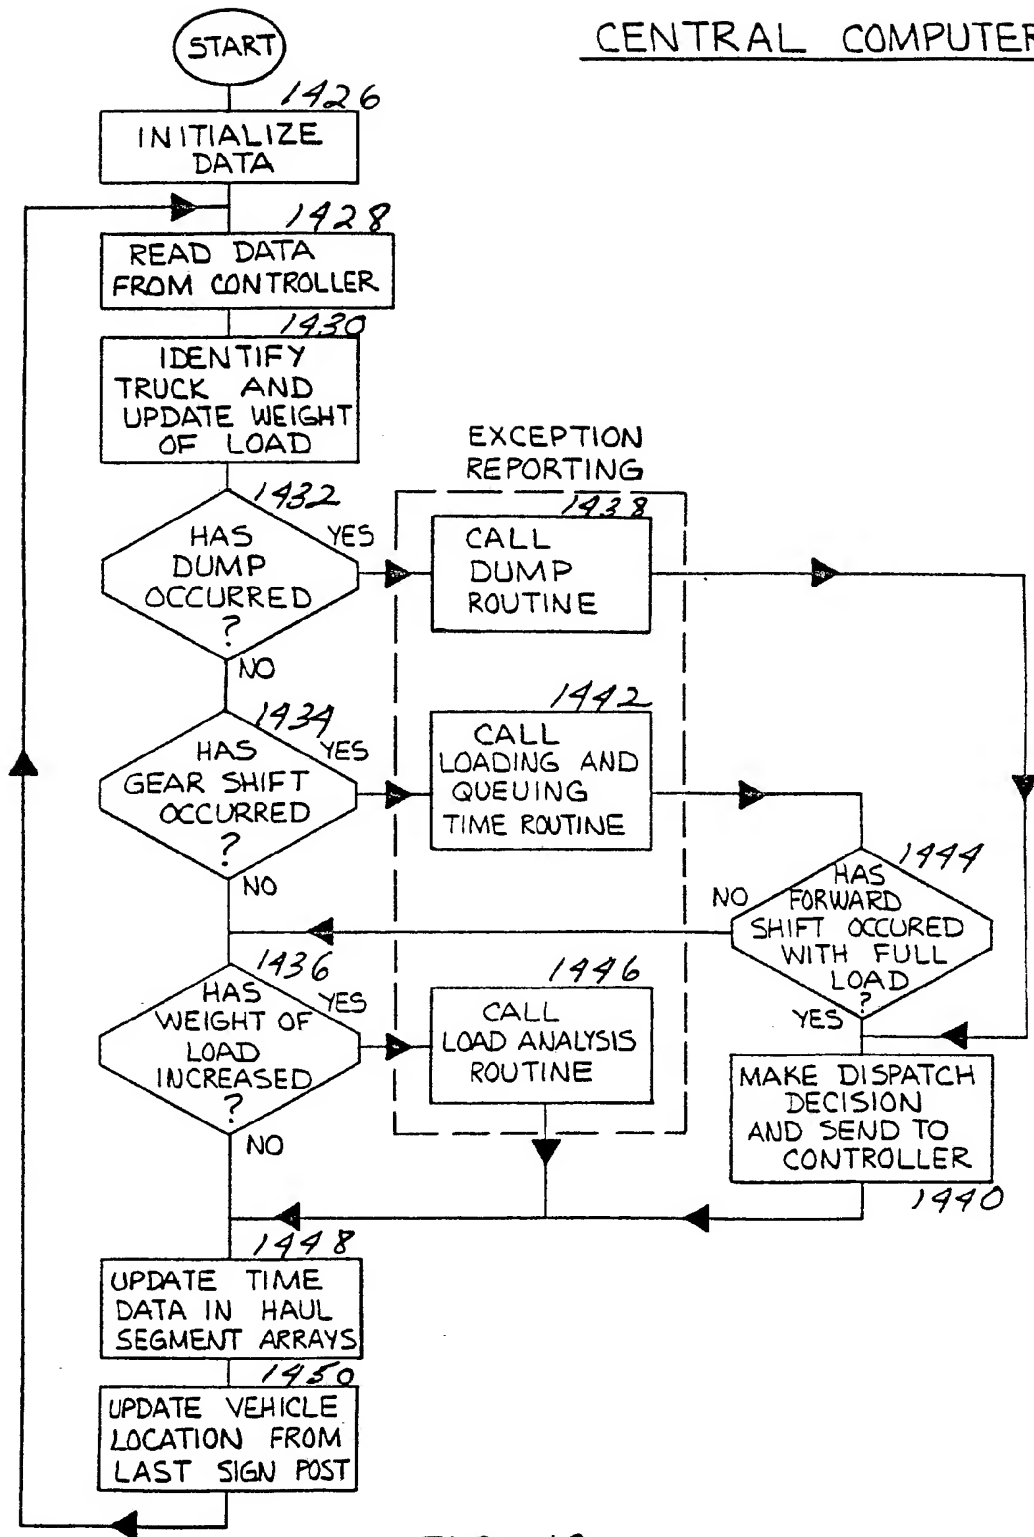 CENTRAL COMPUTER
START
1426
INITIALIZE
DATA
1428
READ DATA
FROM CONTROLLER
1430
IDENTIFY
TRUCK AND
UPDATE WEIGHT
OF LOAD
EXCEPTION
REPORTING
1432
HAS
DUMP
OCCURRED
?
YES
NO
1438
CALL
DUMP
ROUTINE
1434
HAS
GEAR SHIFT
OCCURRED
?
YES
NO
1442
CALL
LOADING AND
QUEUING
TIME ROUTINE
1444
HAS
FORWARD
SHIFT OCCURED
WITH FULL
LOAD
?
NO
YES
1436
HAS
WEIGHT OF
LOAD
INCREASED
?
YES
NO
1446
CALL
LOAD ANALYSIS
ROUTINE
MAKE DISPATCH
DECISION
AND SEND TO
CONTROLLER
1440
1448
UPDATE TIME
DATA IN HAUL
SEGMENT ARRAYS
1450
UPDATE VEHICLE
LOCATION FROM
LAST SIGN POST